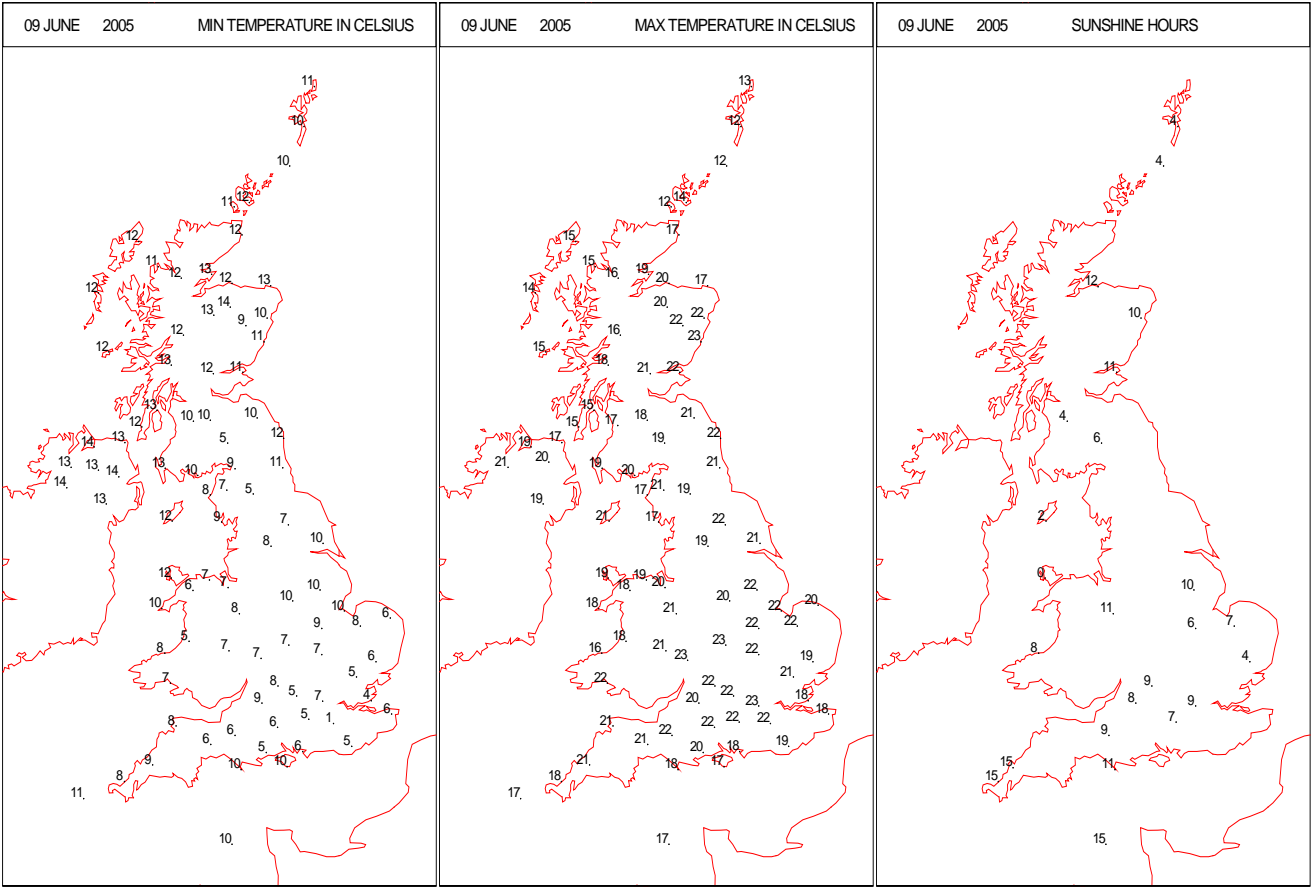 09 JUNE 2005 MIN TEMPERATURE IN CELSIUS
11
10
10
12
11
12
12
11 13
12 12 13
12
14
13 10
9
12 11
12
13 12 11
13
10 10 10
12
14 13 5 12
13 13 13 9 11
14 10
14 7
13 8 5
12 9 7
8 10
12 7
6 7 10
10 10
8 10 6
9 8
5 7
8 7 7
7 6
7 8 5
5 7 4
9
8 6 5 1 6
6 6
5 6 5
9 10 10
8
11
10
09 JUNE 2005 MAX TEMPERATURE IN CELSIUS
13
12
12
14
12
17
15
15 19
16 20 17
14
20
22
22
16 23
15
18 21 22
15
18 21
15 17
22
19 17 19
21 20 19 21
20
21
19 17 19
21 17 22
19 21
19 19
18 20 22
20
18 21 22 20
22 22
18 23
16 21 22
23 19
22 22 21
20 22 18
23
21 22 22 22 18
22
21 20 18 19
21 18 17
18
17
17
09 JUNE 2005 SUNSHINE HOURS
4
4
12
10
11
4
6
2
0
10
11
6 7
8
4
9
8 9
7
9
15 11
15
15